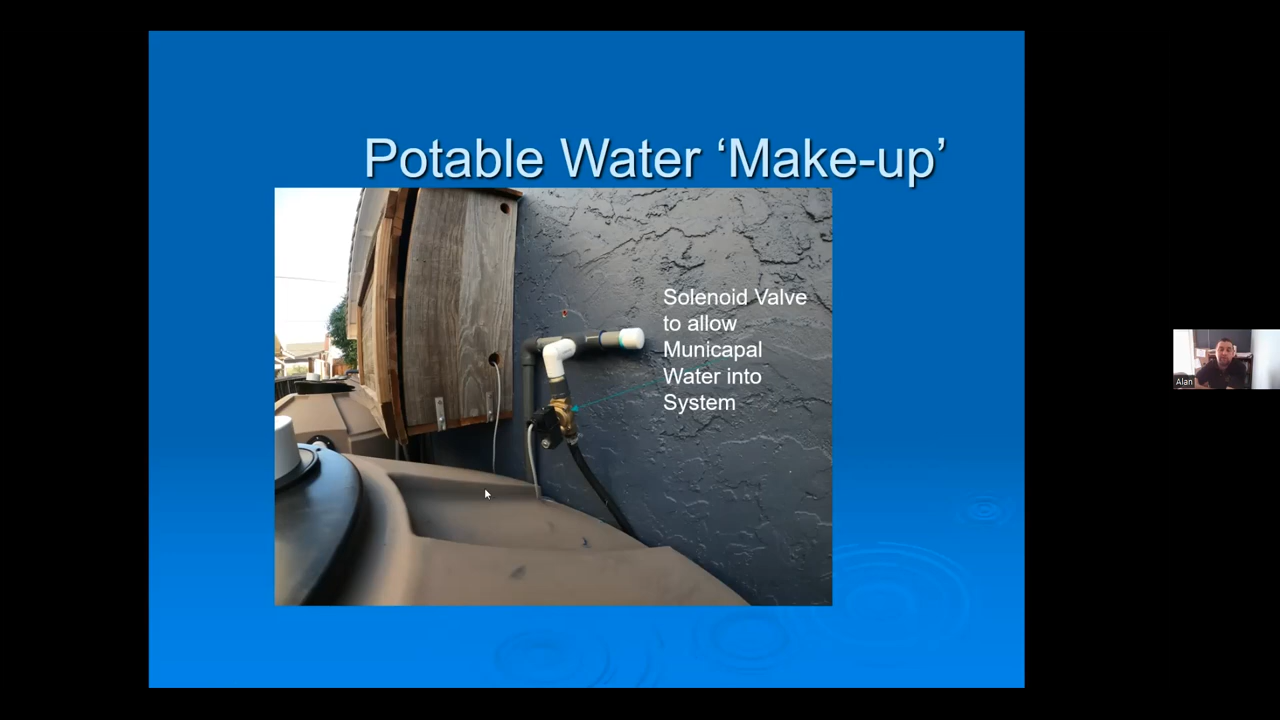 Potable Water ‘Make-up’
Solenoid Valve
to allow
Municapal
Water into
System
Alan